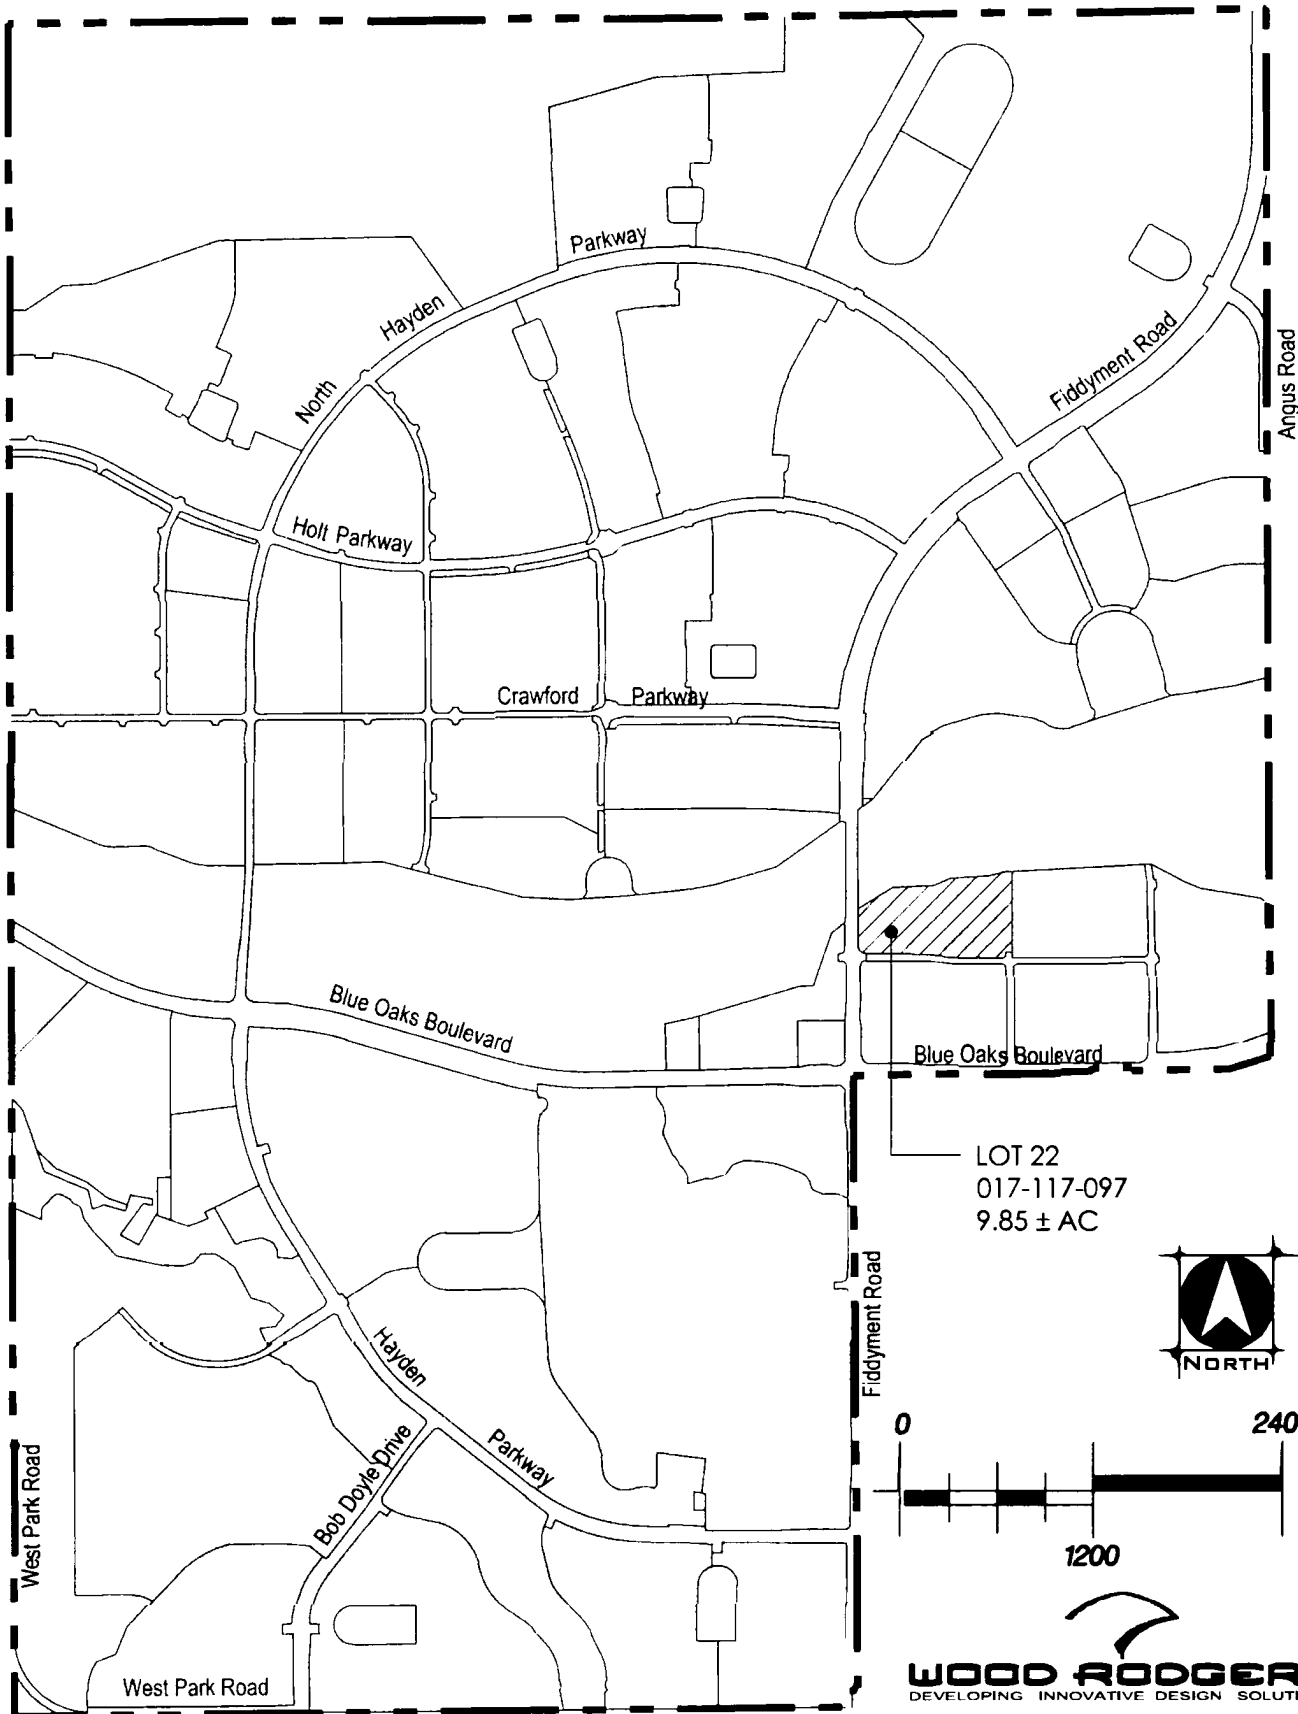 Parkway
Hayden
North
Fiddyment Road
Angus Road
Holt Parkway
Crawford Parkway
Blue Oaks Boulevard
Blue Oaks Boulevard
LOT 22
017-117-097
9.85 ± AC
Fiddyment Road
NORTH
Hayden
Parkway
Bob Doyle Drive
West Park Road
West Park Road
0
240
1200
WOOD RODGER
DEVELOPING INNOVATIVE DESIGN SOLUT